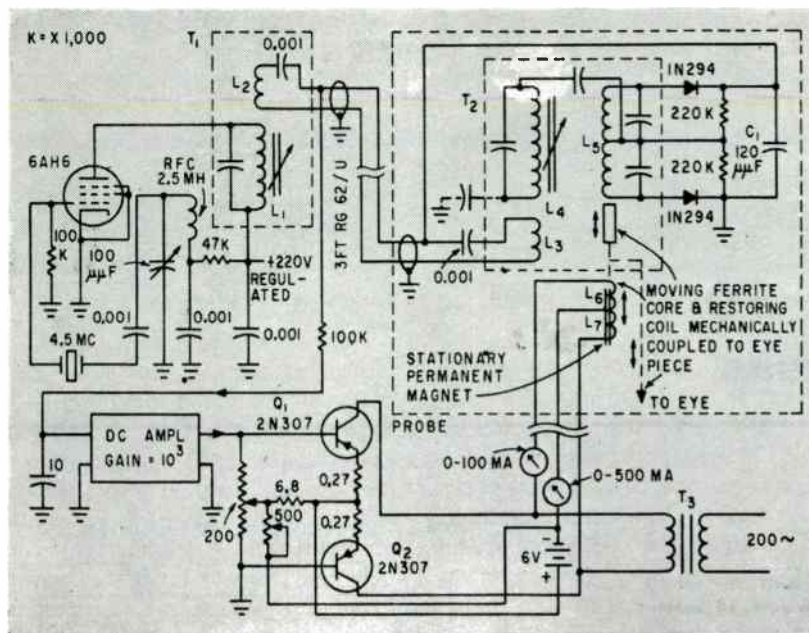 K = X 1,000
T1
0.001
L2
6AH6
RFC
2.5 MH
L1
100
K
100
μμF
47K
+220V
REGUL-
ATED
0.001
0.001
0.001
4.5 MC
3FT RG 62/U
100K
T2
L4
L5
L3
0.001
1N294
220K
220K
1N294
C1
120
μμF
L6
L7
MOVING FERRITE
CORE & RESTORING
COIL MECHANICALLY
COUPLED TO EYE
PIECE
STATIONARY
PERMANENT
MAGNET
TO EYE
PROBE
0-100 MA
0-500 MA
DC AMPL
GAIN = 10³
10
Q1
2N307
0.27
6.8
500
200
0.27
Q2
2N307
6V
-
+
T3
200~